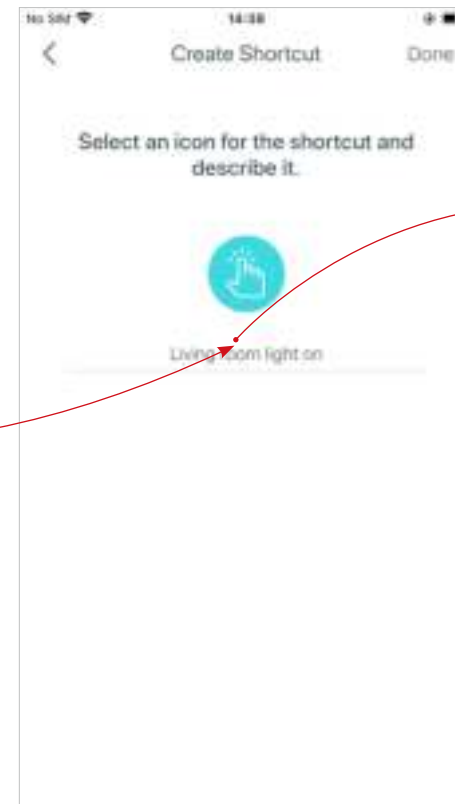 No SIM 14:38
Create Shortcut Done
Select an icon for the shortcut and
describe it.
Living room light on